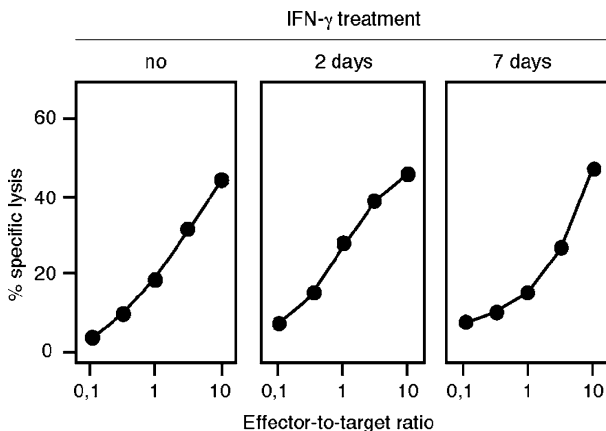 IFN-γ treatment
no 2 days 7 days
% specific lysis
60
40
20
0
0,1 1 10 0,1 1 10 0,1 1 10
Effector-to-target ratio